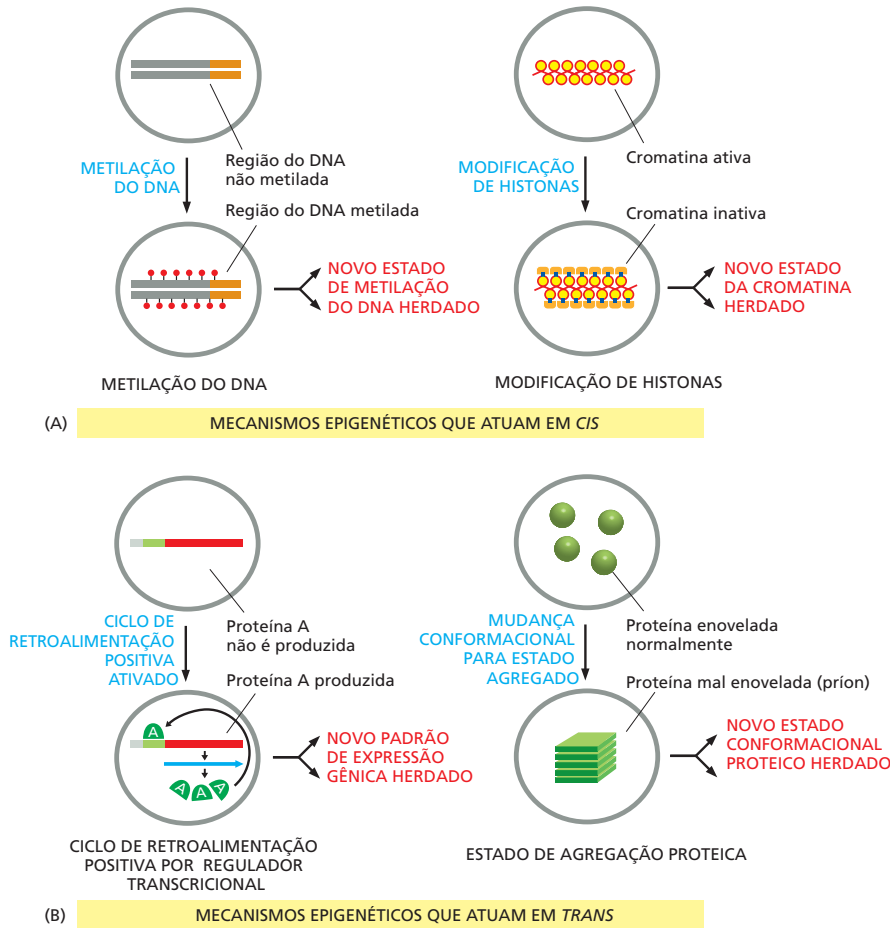 METILAÇÃO
DO DNA
Região do DNA
não metilada
Região do DNA metilada
NOVO ESTADO
DE METILAÇÃO
DO DNA HERDADO
METILAÇÃO DO DNA
MODIFICAÇÃO
DE HISTONAS
Cromatina ativa
Cromatina inativa
NOVO ESTADO
DA CROMATINA
HERDADO
MODIFICAÇÃO DE HISTONAS
(A) MECANISMOS EPIGENÉTICOS QUE ATUAM EM CIS
CICLO DE
RETROALIMENTAÇÃO
POSITIVA
ATIVADO
Proteína A
não é produzida
Proteína A produzida
A
A A A
NOVO PADRÃO
DE EXPRESSÃO
GÊNICA HERDADO
CICLO DE RETROALIMENTAÇÃO
POSITIVA POR REGULADOR
TRANSCRICIONAL
MUDANÇA
CONFORMACIONAL
PARA ESTADO
AGREGADO
Proteína enovelada
normalmente
Proteína mal enovelada (príon)
NOVO ESTADO
CONFORMACIONAL
PROTEICO HERDADO
ESTADO DE AGREGAÇÃO PROTEICA
(B) MECANISMOS EPIGENÉTICOS QUE ATUAM EM TRANS